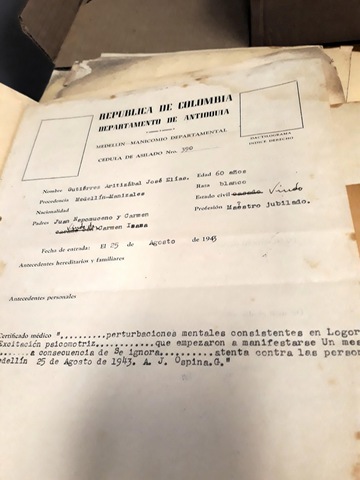 REPUBLICA DE COLOMBIA
DEPARTAMENTO DE ANTIOQUIA
MEDELLIN—MANICOMIO DEPARTAMENTAL
CEDULA DE ASILADO No. 390
DACTILOGRAMA
INDICE DERECHO
Nombre Gutiérrez Aritizábal José Elías. Edad 60 años
Procedencia Medellín-Manizales Raza blanco
Nacionalidad Estado civil casado Viudo
Padres Juan Nepomuceno y Carmen Profesión Maestro jubilado.
Viudo de Carmen Isaza
Fecha de entrada: El 25 de Agosto de 1943
Antecedentes hereditarios y familiares
Antecedentes personales
Certificado médico "..........perturbaciones mentales consistentes en Logor
Excitación psicomotriz............que empezaron a manifestarse Un mes
.......a consecuencia de Se ignora..........atenta contra las person
edellín 25 de Agosto de 1943. A. J. Ospina.G."